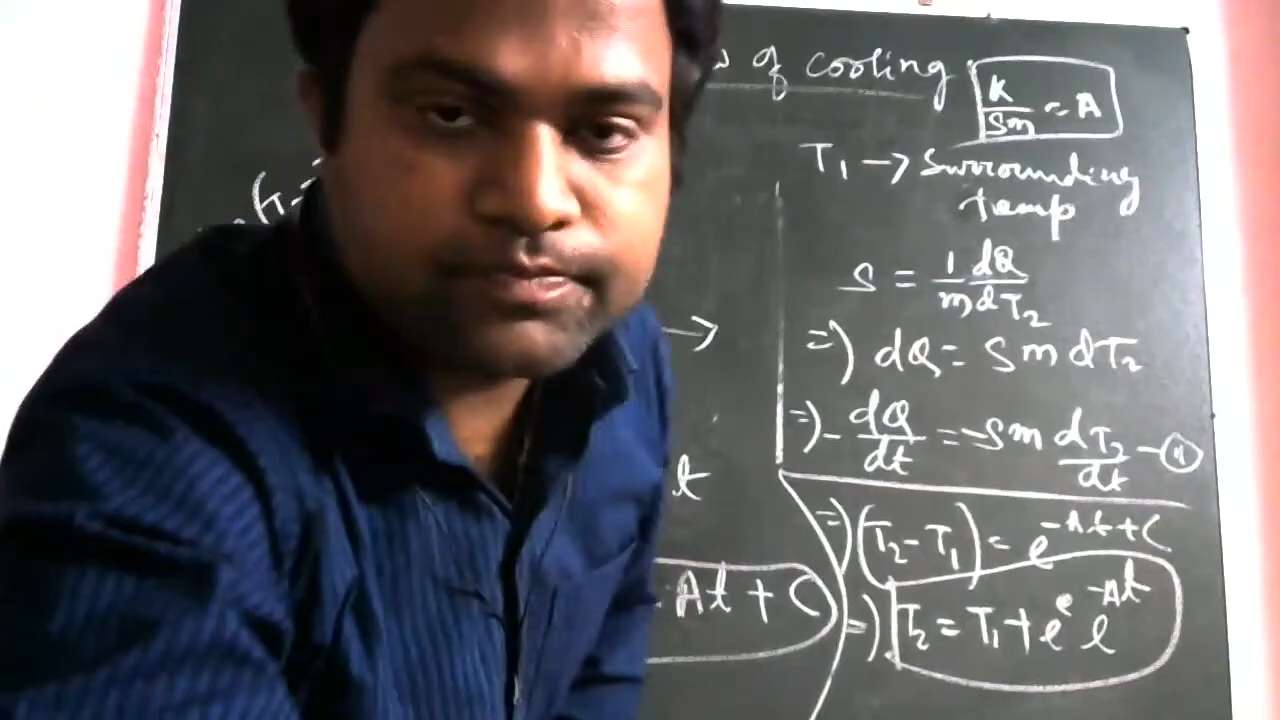 of cooling
K/Sm = A
T₁ → Surrounding
temp
S = 1/m dQ/dT₂
⇒) dQ = Sm dT₂
⇒) - dQ/dt = -Sm dT₂/dt
t
At + C
⇒) (T₂ - T₁) = e^(-At + C)
⇒) T₂ = T₁ + e^c e^(-At)